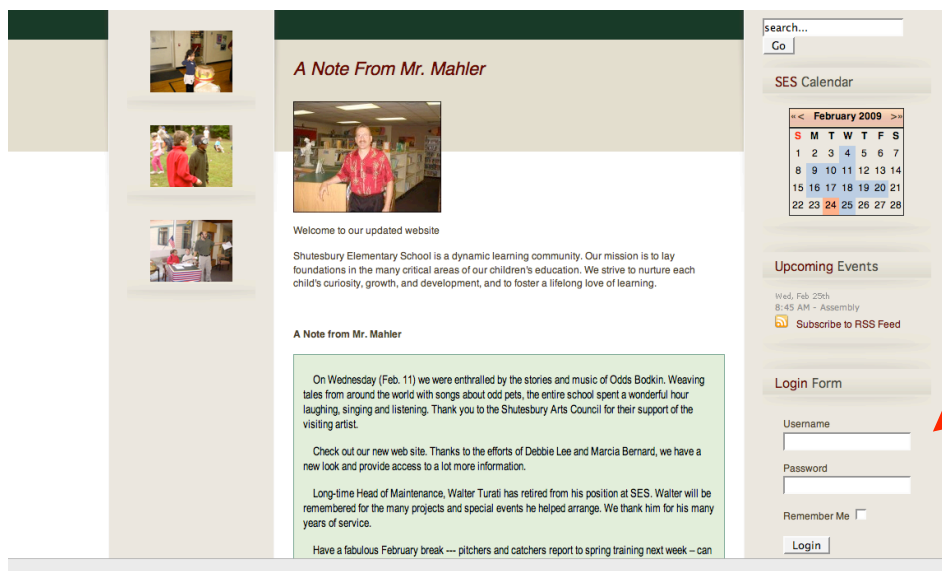 A Note From Mr. Mahler
Welcome to our updated website
Shutesbury Elementary School is a dynamic learning community. Our mission is to lay
foundations in the many critical areas of our children's education. We strive to nurture each
child's curiosity, growth, and development, and to foster a lifelong love of learning.
A Note from Mr. Mahler
On Wednesday (Feb. 11) we were enthralled by the stories and music of Odds Bodkin. Weaving
tales from around the world with songs about odd pets, the entire school spent a wonderful hour
laughing, singing and listening. Thank you to the Shutesbury Arts Council for their support of the
visiting artist.
Check out our new web site. Thanks to the efforts of Debbie Lee and Marcia Bernard, we have a
new look and provide access to a lot more information.
Long-time Head of Maintenance, Walter Turati has retired from his position at SES. Walter will be
remembered for the many projects and special events he helped arrange. We thank him for his many
years of service.
Have a fabulous February break --- pitchers and catchers report to spring training next week – can
search...
Go
SES Calendar
«< February 2009 >»
S M T W T F S
1 2 3 4 5 6 7
8 9 10 11 12 13 14
15 16 17 18 19 20 21
22 23 24 25 26 27 28
Upcoming Events
Wed, Feb 25th
8:45 AM - Assembly
Subscribe to RSS Feed
Login Form
Username
Password
Remember Me
Login